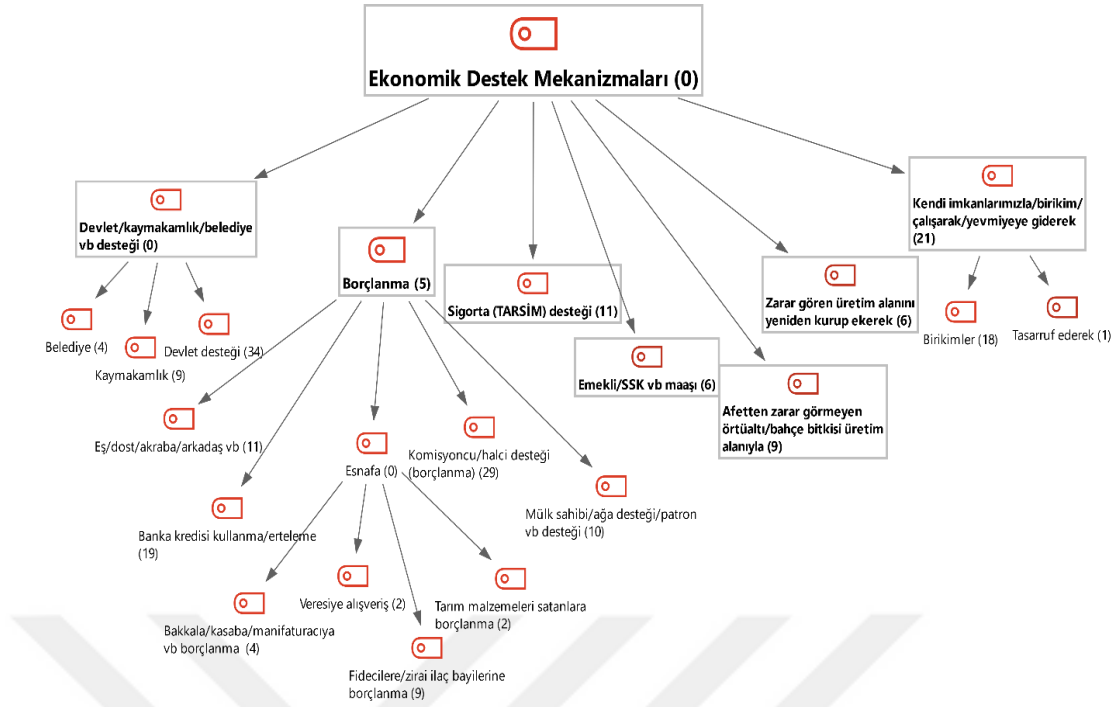 Ekonomik Destek Mekanizmaları (0)
Devlet/kaymakamlık/belediye
vb desteği (0)
Belediye (4)
Kaymakamlık (9)
Devlet desteği (34)
Borçlanma (5)
Eş/dost/akraba/arkadaş vb (11)
Banka kredisi kullanma/erteleme
(19)
Esnafa (0)
Bakkala/kasaba/manifaturacıya
vb borçlanma (4)
Veresiye alışveriş (2)
Fidecilere/zirai ilaç bayilerine
borçlanma (9)
Tarım malzemeleri satanlara
borçlanma (2)
Komisyoncu/halci desteği
(borçlanma) (29)
Mülk sahibi/ağa desteği/patron
vb desteği (10)
Sigorta (TARSİM) desteği (11)
Emekli/SSK vb maaşı (6)
Afetten zarar görmeyen
örtüaltı/bahçe bitkisi üretim
alanıyla (9)
Zarar gören üretim alanını
yeniden kurup ekerek (6)
Kendi imkanlarımızla/birikim/
çalışarak/yevmiyeye giderek
(21)
Birikimler (18)
Tasarruf ederek (1)